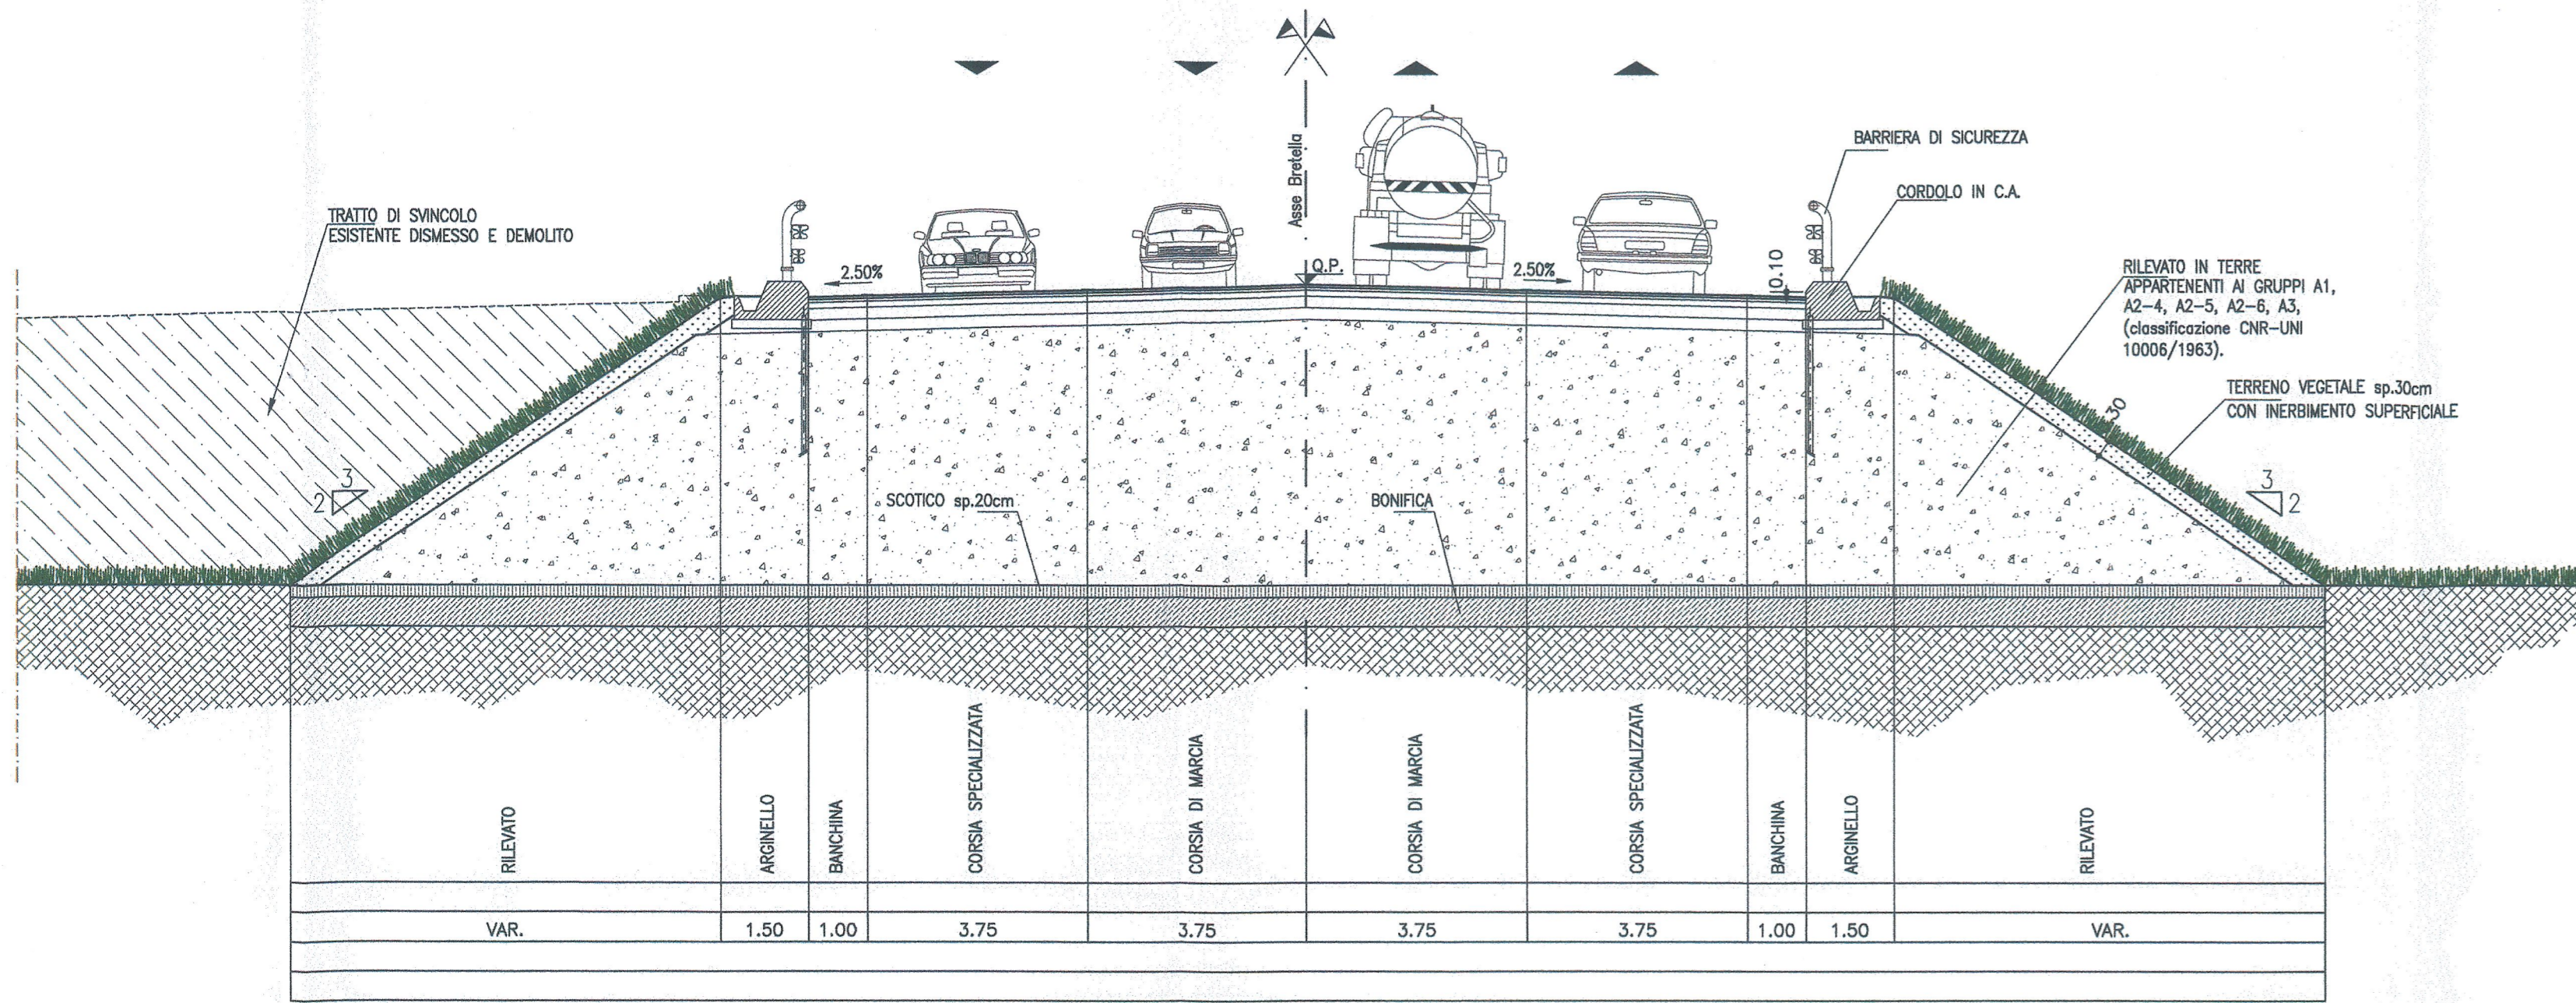 Asse Bretella
BARRIERA DI SICUREZZA
CORDOLO IN C.A.
TRATTO DI SVINCOLO
ESISTENTE DISMESSO E DEMOLITO
2.50%
Q.P.
2.50%
0.10
RILEVATO IN TERRE
APPARTENENTI AI GRUPPI A1,
A2-4, A2-5, A2-6, A3,
(classificazione CNR-UNI
10006/1963).
TERRENO VEGETALE sp.30cm
CON INERBIMENTO SUPERFICIALE
30
3
2
SCOTICO sp.20cm
BONIFICA
3
2
RILEVATO
ARGINELLO
BANCHINA
CORSIA SPECIALIZZATA
CORSIA DI MARCIA
CORSIA DI MARCIA
CORSIA SPECIALIZZATA
BANCHINA
ARGINELLO
RILEVATO
VAR.
1.50
1.00
3.75
3.75
3.75
3.75
1.00
1.50
VAR.